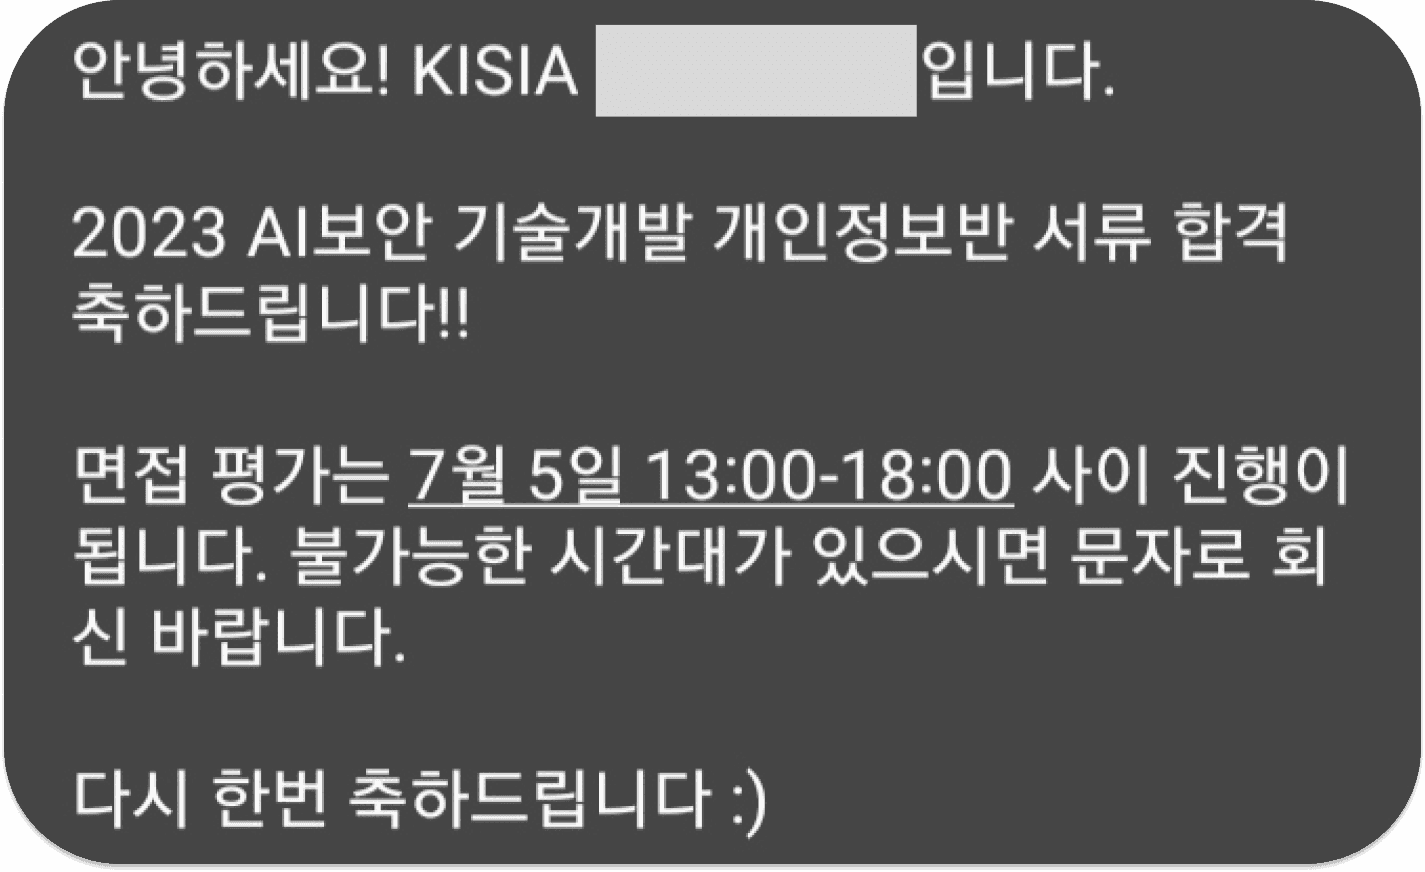 안녕하세요! KISIA 입니다.
2023 AI보안 기술개발 개인정보반 서류 합격
축하드립니다!!
면접 평가는 7월 5일 13:00-18:00 사이 진행이
됩니다. 불가능한 시간대가 있으시면 문자로 회
신 바랍니다.
다시 한번 축하드립니다 :)